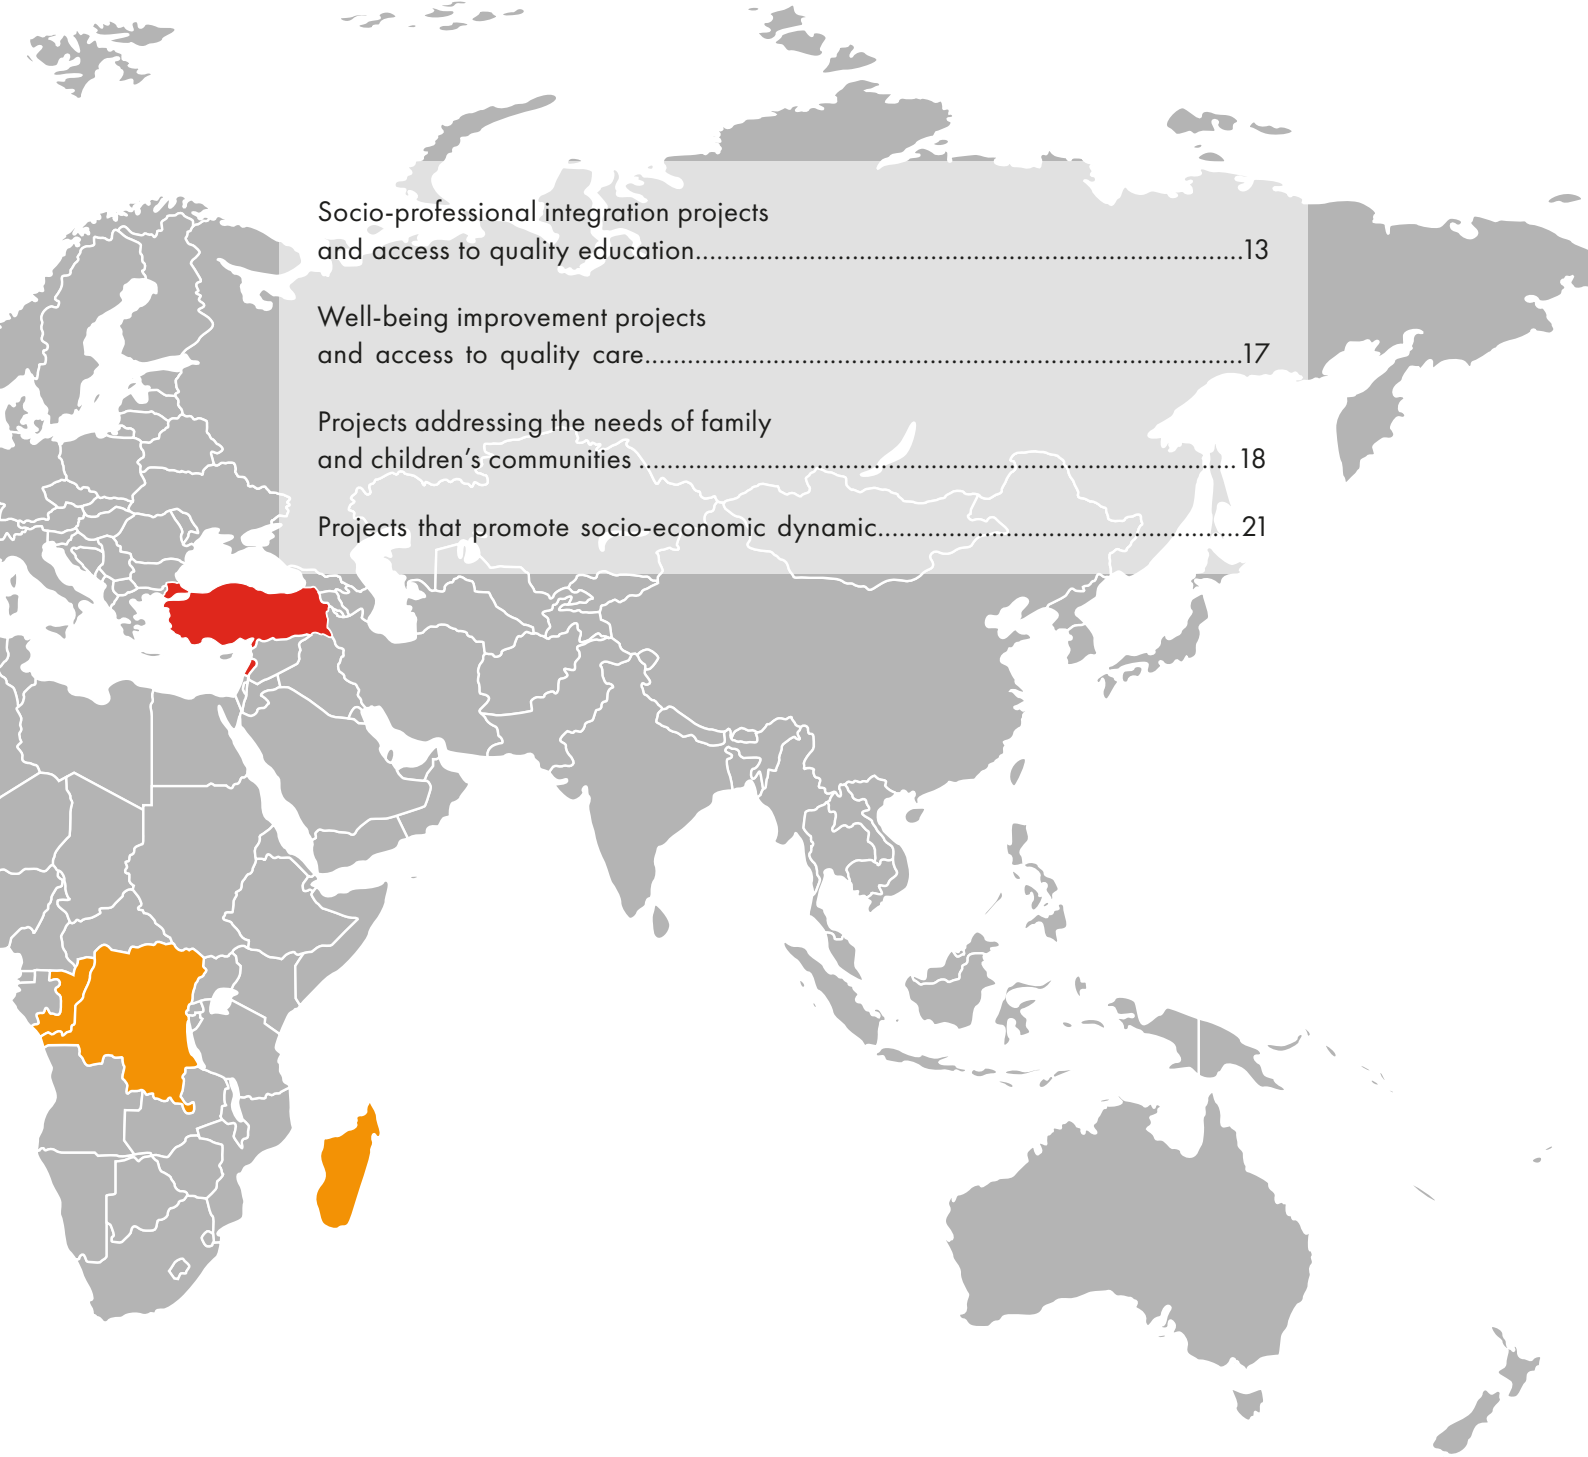 Socio-professional integration projects
and access to quality education.............................................................................13
Well-being improvement projects
and access to quality care....................................................................................17
Projects addressing the needs of family
and children’s communities ....................................................................................18
Projects that promote socio-economic dynamic...................................................21